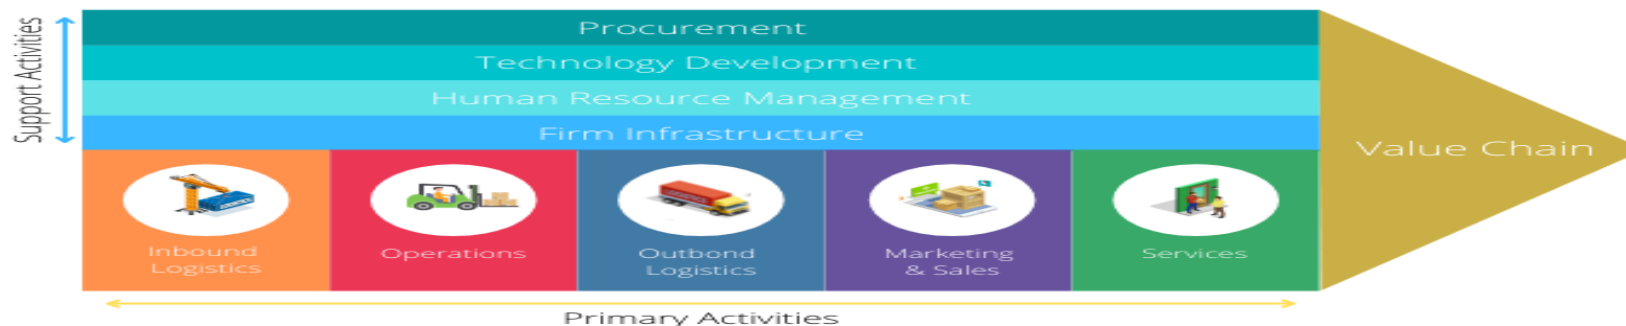 Support Activities
Procurement
Technology Development
Human Resource Management
Firm Infrastructure
Value Chain
Inbound
Logistics
Operations
Outbond
Logistics
Marketing
& Sales
Services
Primary Activities